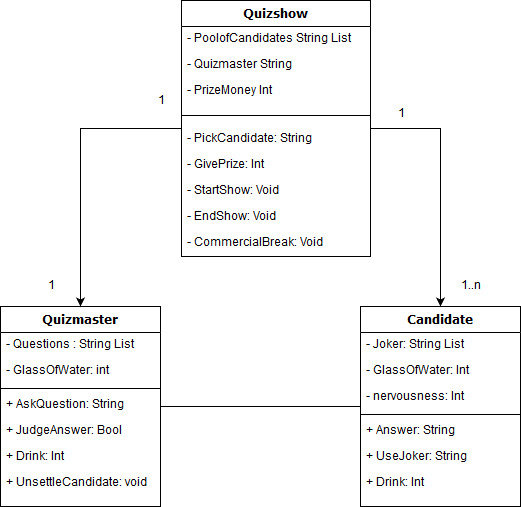 Quizshow
- PoolofCandidates String List
- Quizmaster String
- PrizeMoney Int
1
1
- PickCandidate: String
- GivePrize: Int
- StartShow: Void
- EndShow: Void
- CommercialBreak: Void
1
1..n
Quizmaster
- Questions : String List
- GlassOfWater: int
+ AskQuestion: String
+ JudgeAnswer: Bool
+ Drink: Int
+ UnsettleCandidate: void
Candidate
- Joker: String List
- GlassOfWater: Int
- nervousness: Int
+ Answer: String
+ UseJoker: String
+ Drink: Int